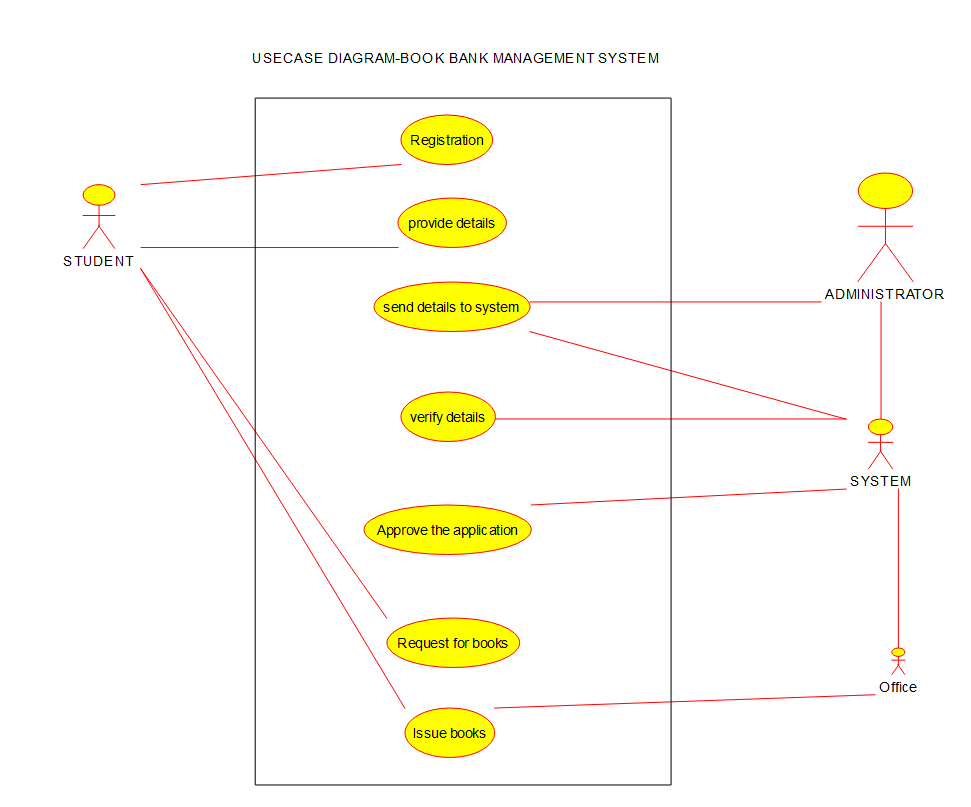 USECASE DIAGRAM-BOOK BANK MANAGEMENT SYSTEM
Registration
provide details
STUDENT
send details to system
ADMINISTRATOR
verify details
SYSTEM
Approve the application
Request for books
Office
Issue books